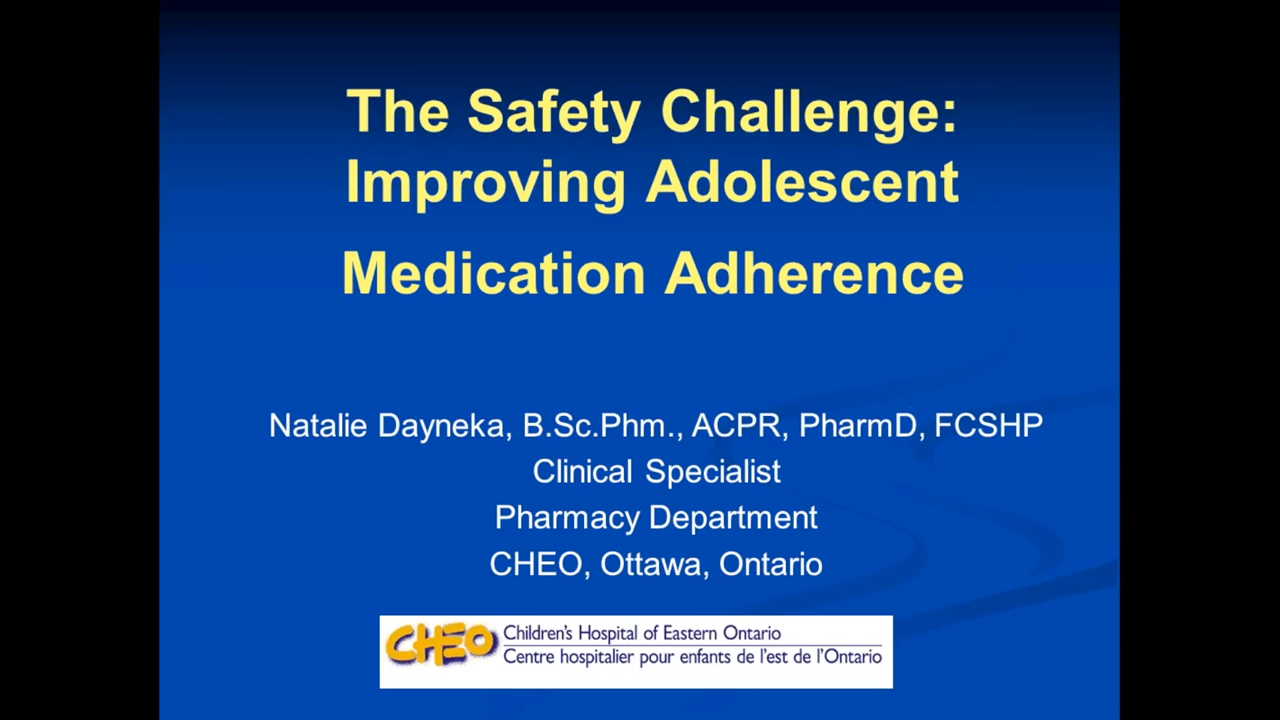 The Safety Challenge:
Improving Adolescent
Medication Adherence
Natalie Dayneka, B.Sc.Phm., ACPR, PharmD, FCSHP
Clinical Specialist
Pharmacy Department
CHEO, Ottawa, Ontario
CHEO
Children's Hospital of Eastern Ontario
Centre hospitalier pour enfants de l'est de l'Ontario